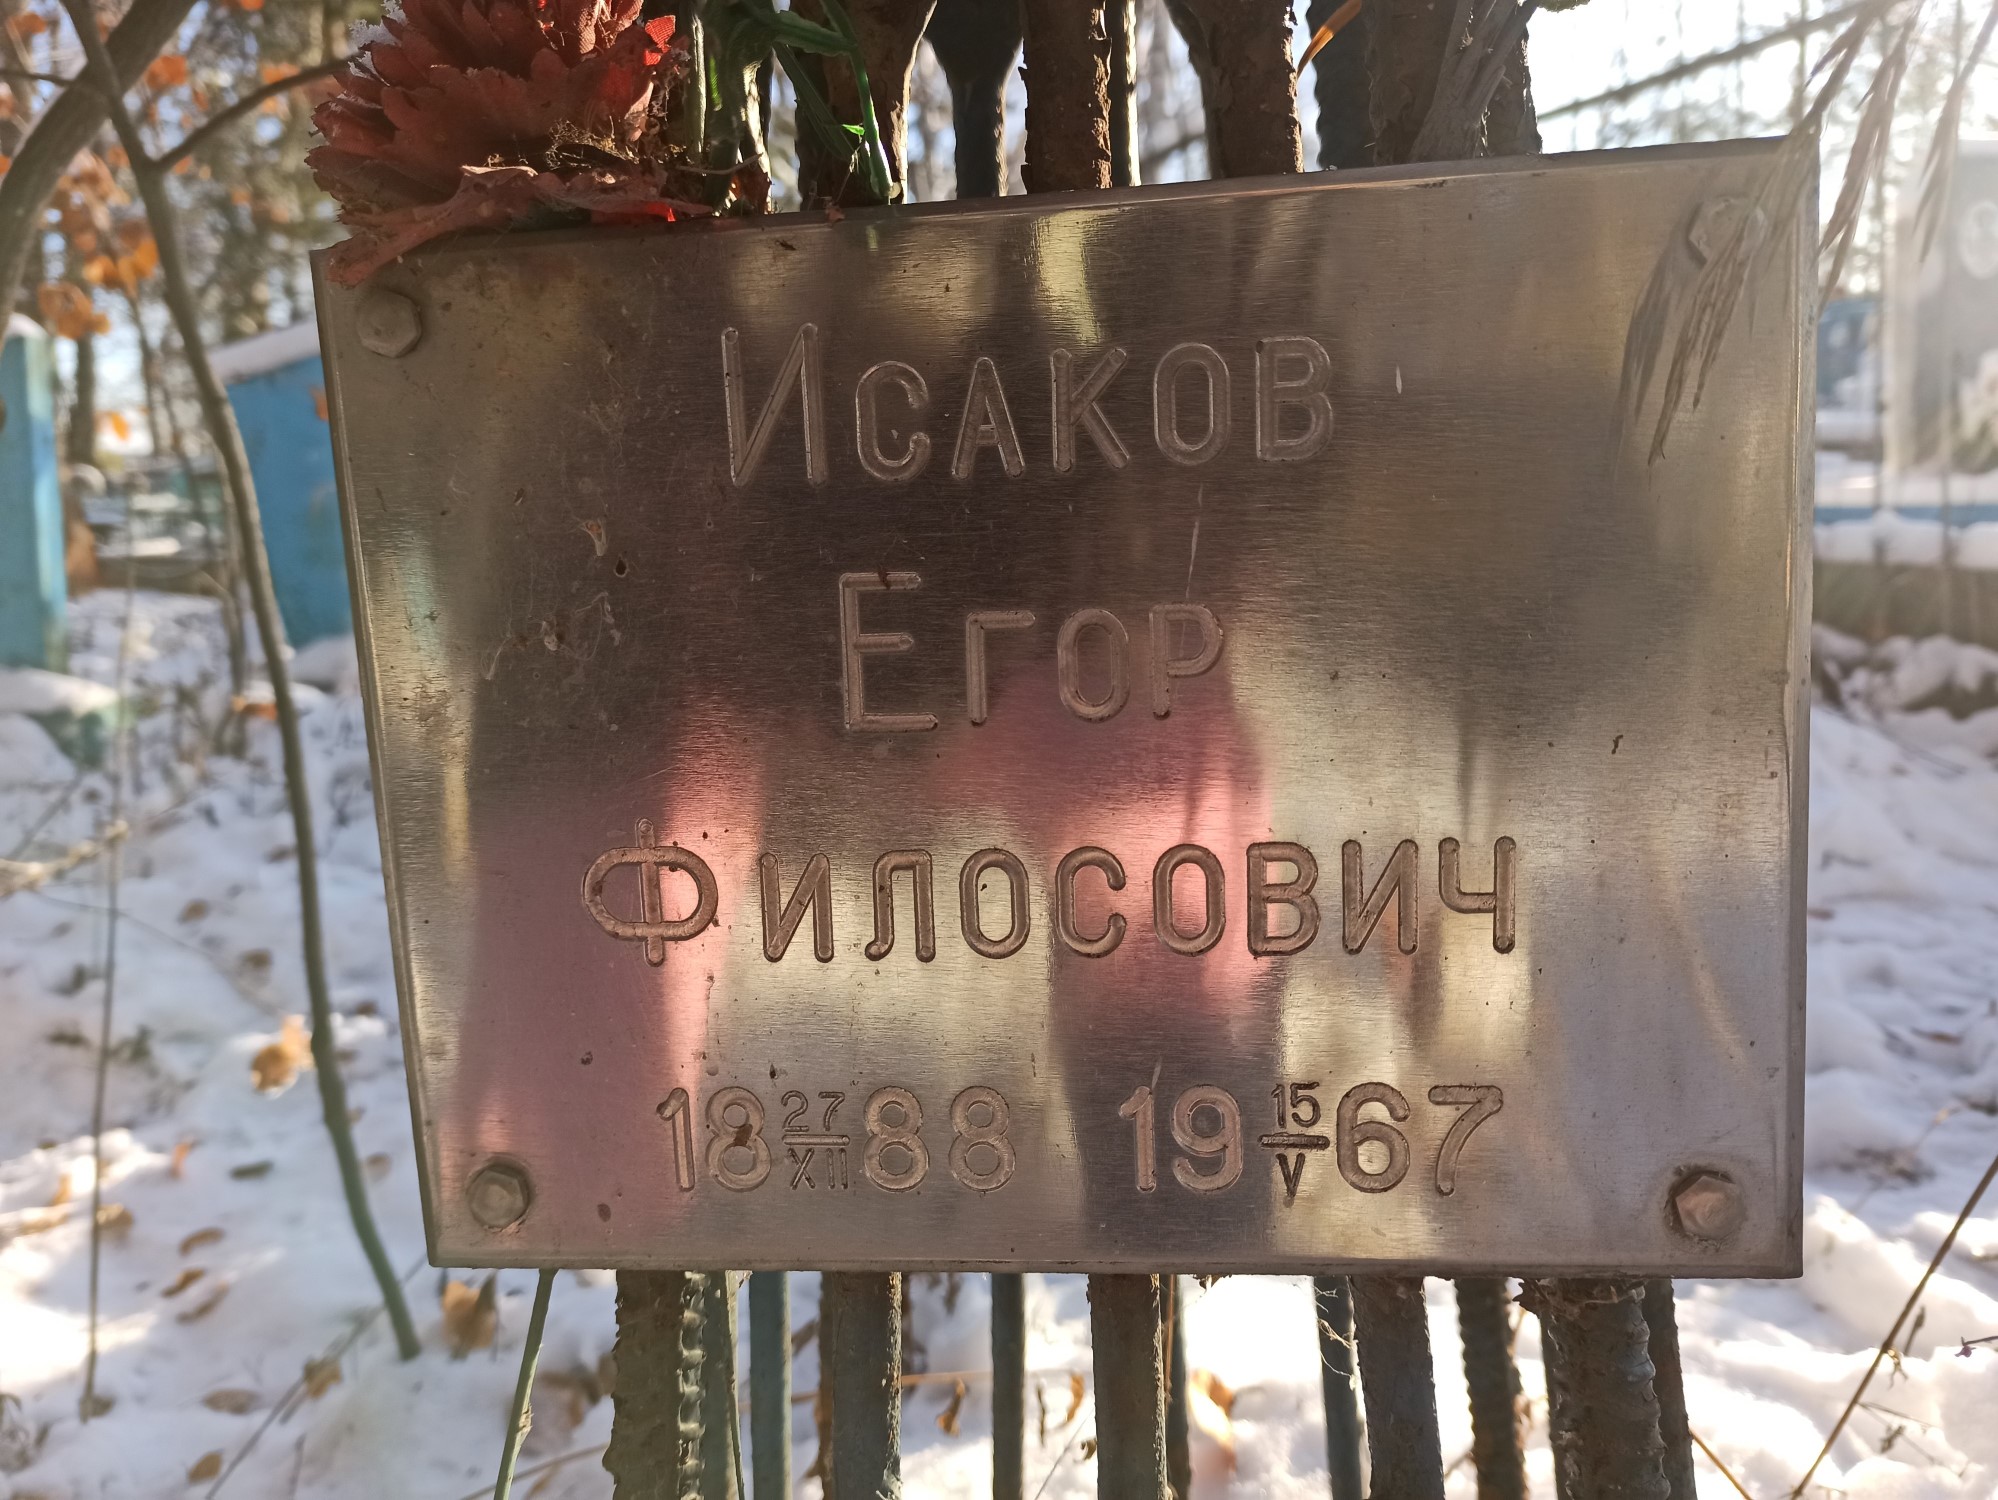 Исаков
Егор
Филосович
18 27/XII 88 19 15/V 67